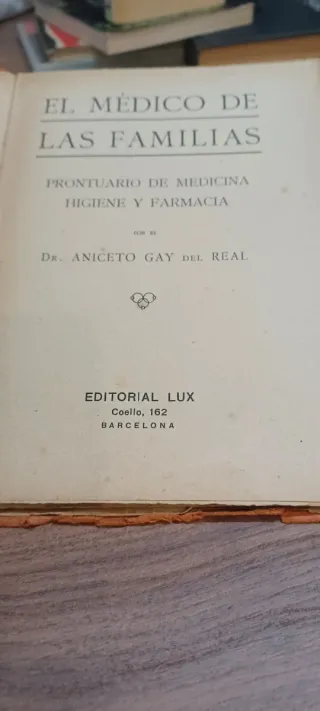 EL MÉDICO DE
LAS FAMILIAS
PRONTUARIO DE MEDICINA
HIGIENE Y FARMACIA
POR EL
DR. ANICETO GAY DEL REAL
EDITORIAL LUX
Coello, 162
BARCELONA